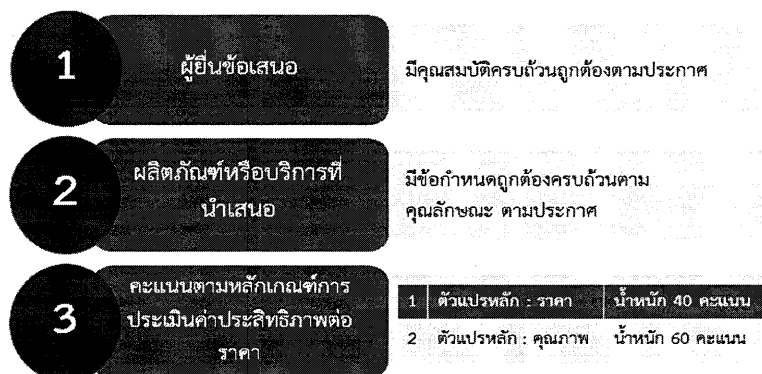 1
ผู้ยื่นข้อเสนอ
มีคุณสมบัติครบถ้วนถูกต้องตามประกาศ
2
ผลิตภัณฑ์หรือบริการที่
นำเสนอ
มีข้อกำหนดถูกต้องครบถ้วนตาม
คุณลักษณะ ตามประกาศ
3
คะแนนตามหลักเกณฑ์การ
ประเมินค่าประสิทธิภาพต่อ
ราคา
1 ตัวแปรหลัก : ราคา น้ำหนัก 40 คะแนน
2 ตัวแปรหลัก : คุณภาพ น้ำหนัก 60 คะแนน